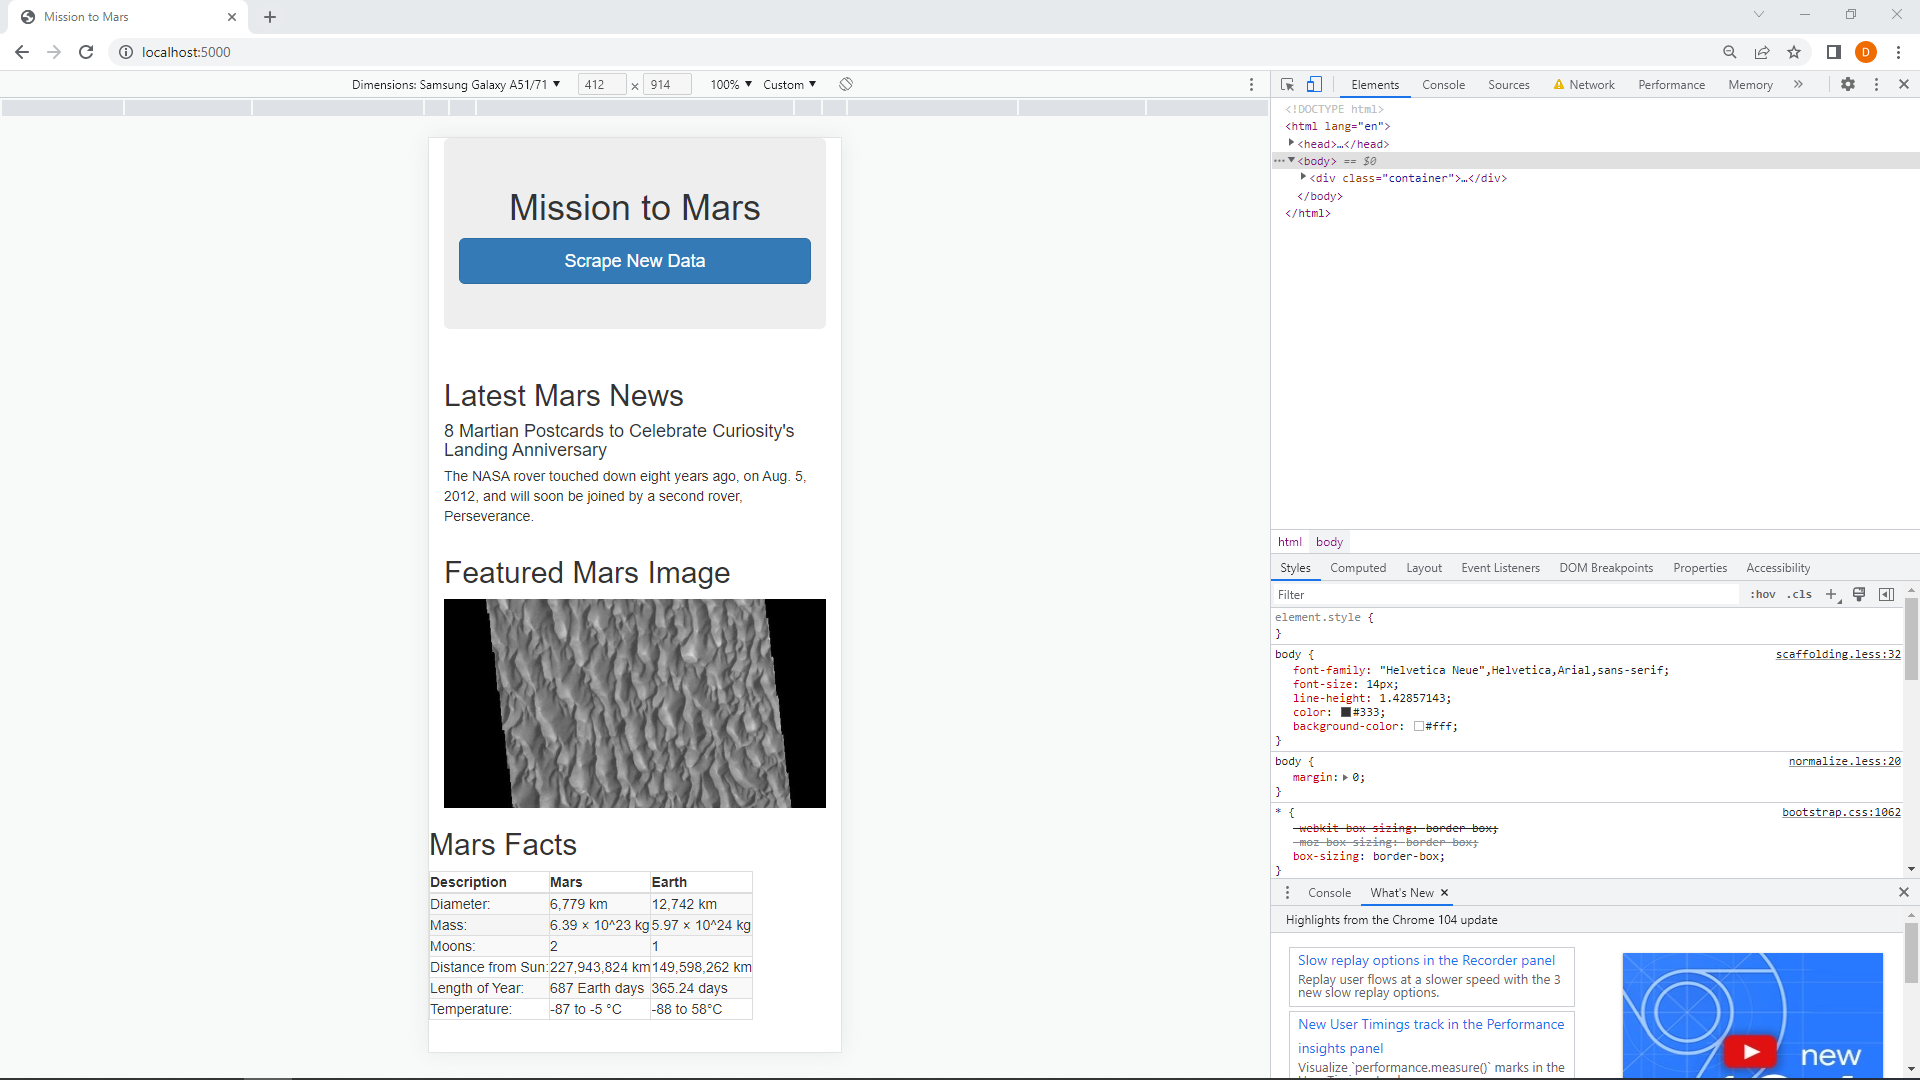 Mission to Mars
localhost:5000
D
Dimensions: Samsung Galaxy A51/71 ▼ 412 × 914 100% ▼ Custom ▼
Elements Console Sources Network Performance Memory »
Mission to Mars
Scrape New Data
Latest Mars News
8 Martian Postcards to Celebrate Curiosity's
Landing Anniversary
The NASA rover touched down eight years ago, on Aug. 5,
2012, and will soon be joined by a second rover,
Perseverance.
Featured Mars Image
Mars Facts
Description Mars Earth
Diameter: 6,779 km 12,742 km
Mass: 6.39 × 10^23 kg 5.97 × 10^24 kg
Moons: 2 1
Distance from Sun: 227,943,824 km 149,598,262 km
Length of Year: 687 Earth days 365.24 days
Temperature: -87 to -5 °C -88 to 58°C
<!DOCTYPE html>
<html lang="en">
<head>…</head>
<body> == $0
<div class="container">…</div>
</body>
</html>
html body
Styles Computed Layout Event Listeners DOM Breakpoints Properties Accessibility
Filter :hov .cls +
element.style {
}
body { scaffolding.less:32
font-family: "Helvetica Neue",Helvetica,Arial,sans-serif;
font-size: 14px;
line-height: 1.42857143;
color: #333;
background-color: #fff;
}
body { normalize.less:20
margin: 0;
}
* { bootstrap.css:1062
-webkit-box-sizing: border-box;
-moz-box-sizing: border-box;
box-sizing: border-box;
}
Console What's New
Highlights from the Chrome 104 update
Slow replay options in the Recorder panel
Replay user flows at a slower speed with the 3
new slow replay options.
New User Timings track in the Performance
insights panel
Visualize `performance.measure()` marks in the
new